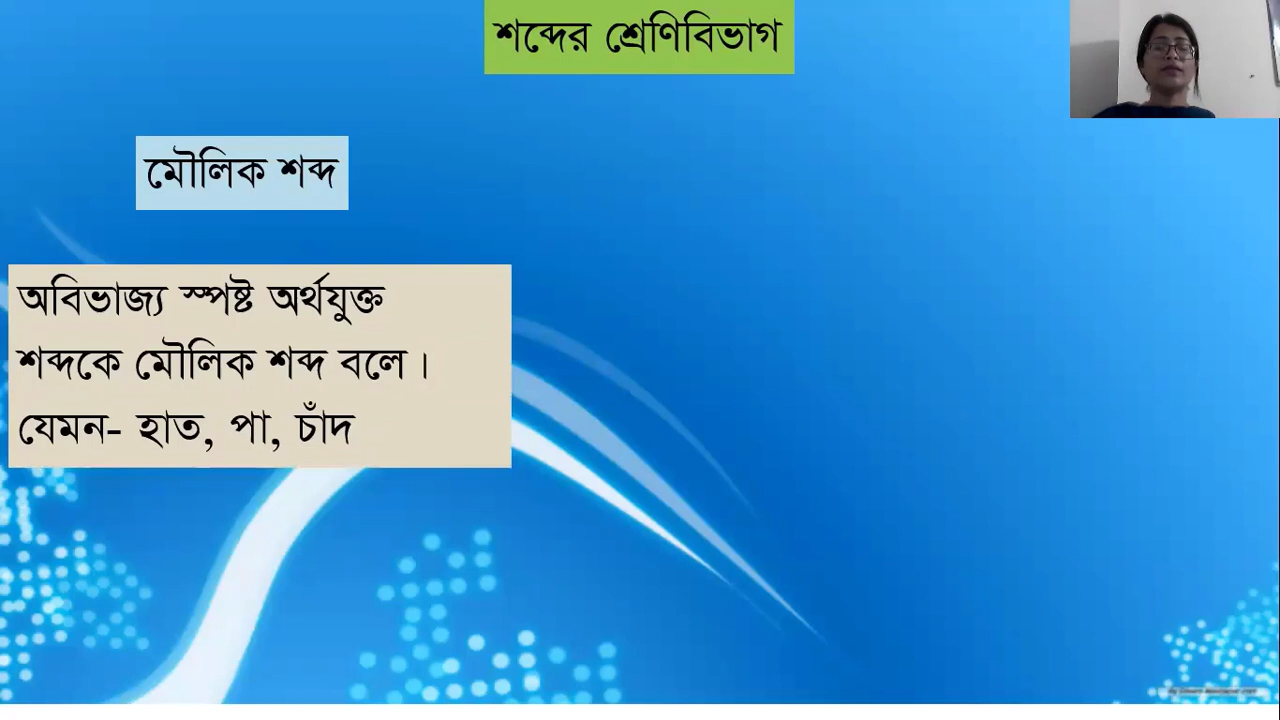 শব্দের শ্রেণিবিভাগ
মৌলিক শব্দ
অবিভাজ্য স্পষ্ট অর্থযুক্ত
শব্দকে মৌলিক শব্দ বলে।
যেমন- হাত, পা, চাঁদ